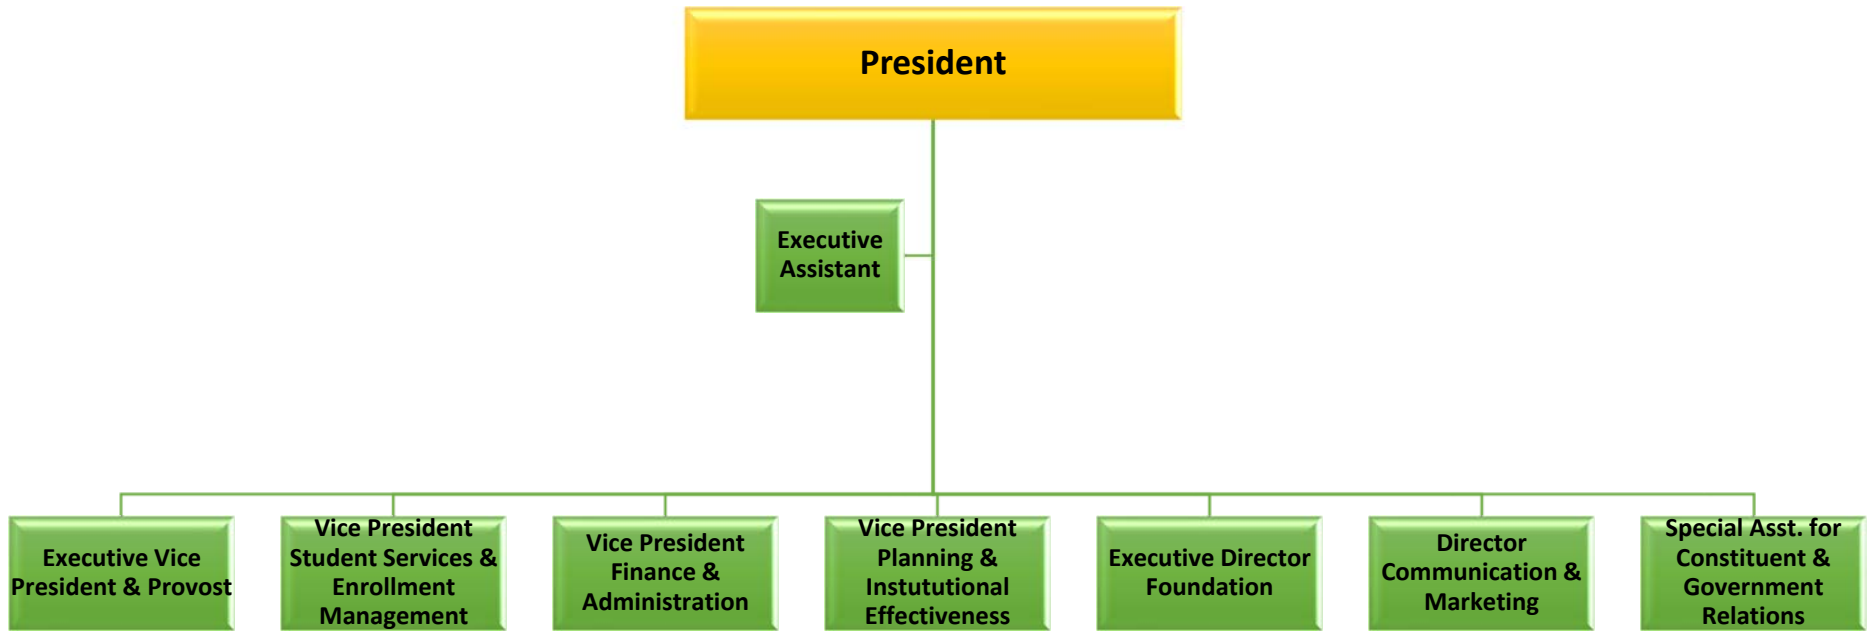 President
Executive
Assistant
Executive Vice
President & Provost
Vice President
Student Services &
Enrollment
Management
Vice President
Finance &
Administration
Vice President
Planning &
Instutional
Effectiveness
Executive Director
Foundation
Director
Communication &
Marketing
Special Asst. for
Constituent &
Government
Relations